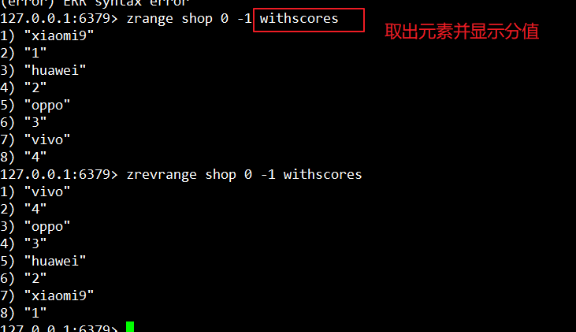 (error) ERR syntax error
127.0.0.1:6379> zrange shop 0 -1 withscores
取出元素并显示分值
1) "xiaomi9"
2) "1"
3) "huawei"
4) "2"
5) "oppo"
6) "3"
7) "vivo"
8) "4"
127.0.0.1:6379> zrevrange shop 0 -1 withscores
1) "vivo"
2) "4"
3) "oppo"
4) "3"
5) "huawei"
6) "2"
7) "xiaomi9"
8) "1"
127.0.0.1:6379>